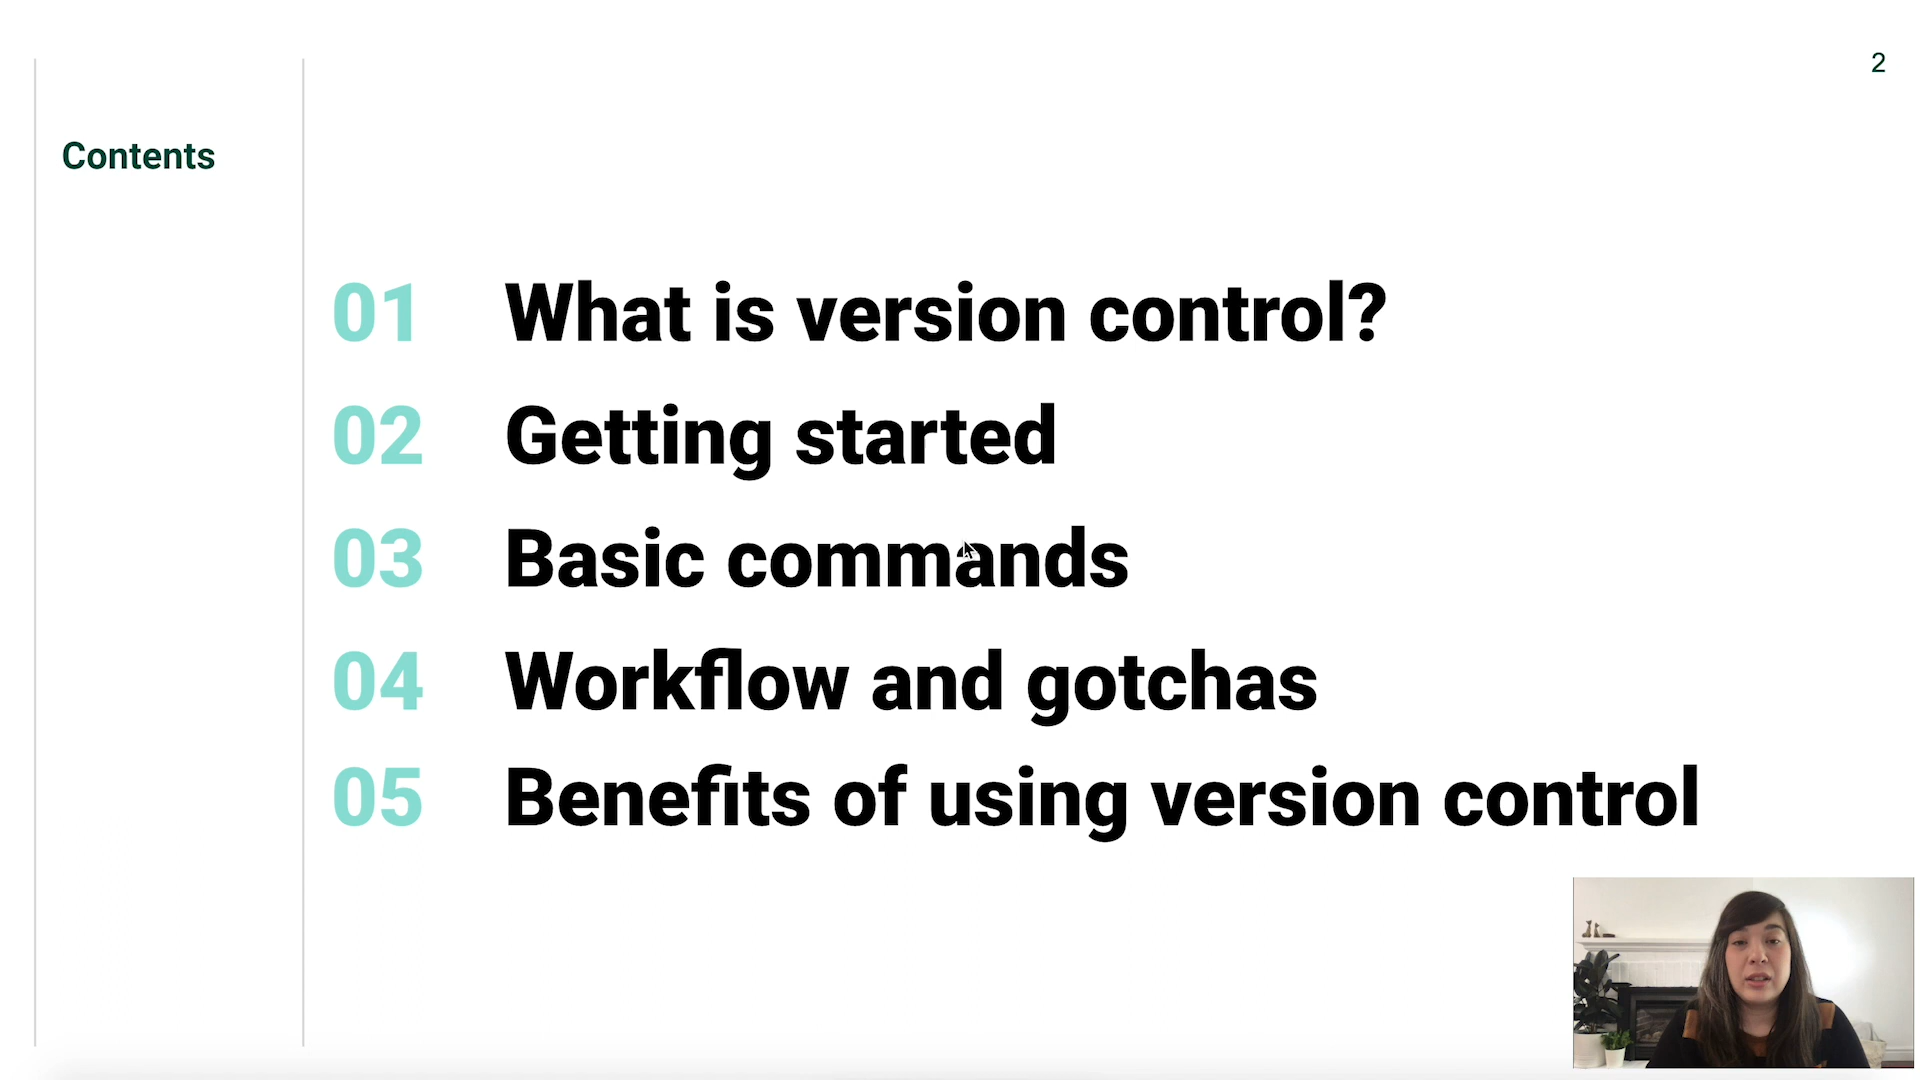 2
Contents
01 What is version control?
02 Getting started
03 Basic commands
04 Workflow and gotchas
05 Benefits of using version control